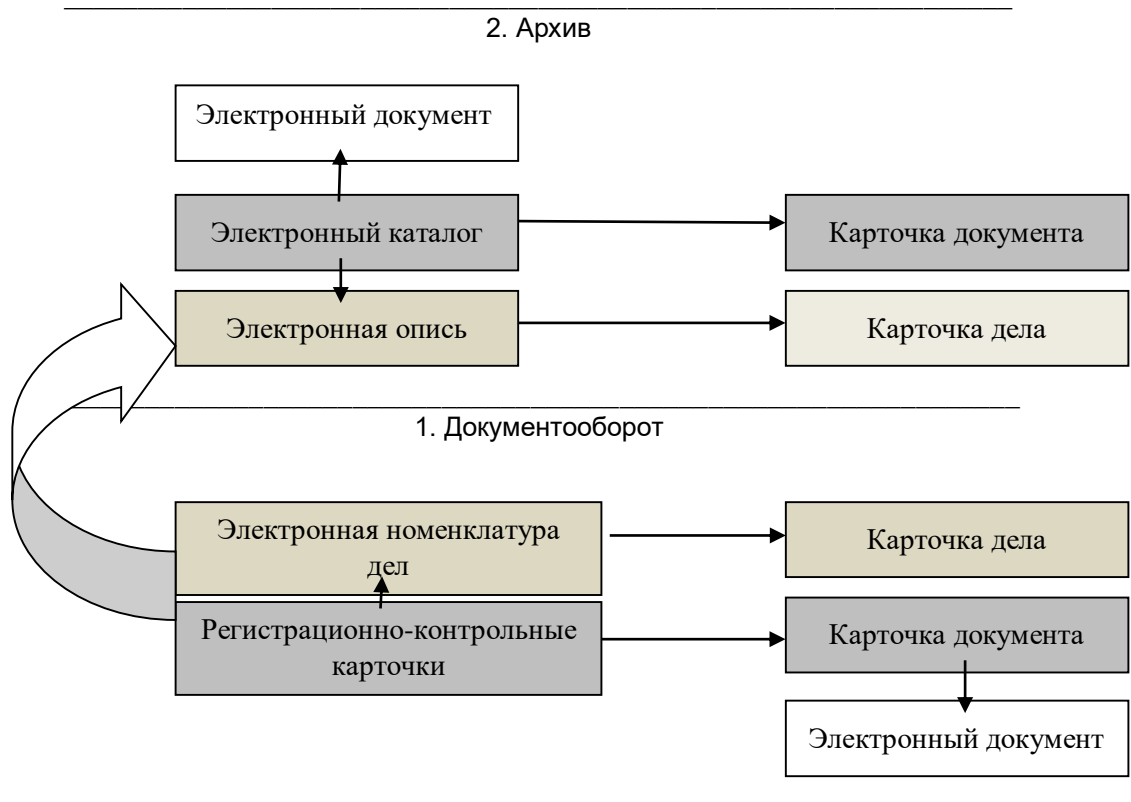 2. Архив
Электронный документ
Электронный каталог
Карточка документа
Электронная опись
Карточка дела
1. Документооборот
Электронная номенклатура
дел
Карточка дела
Регистрационно-контрольные
карточки
Карточка документа
Электронный документ